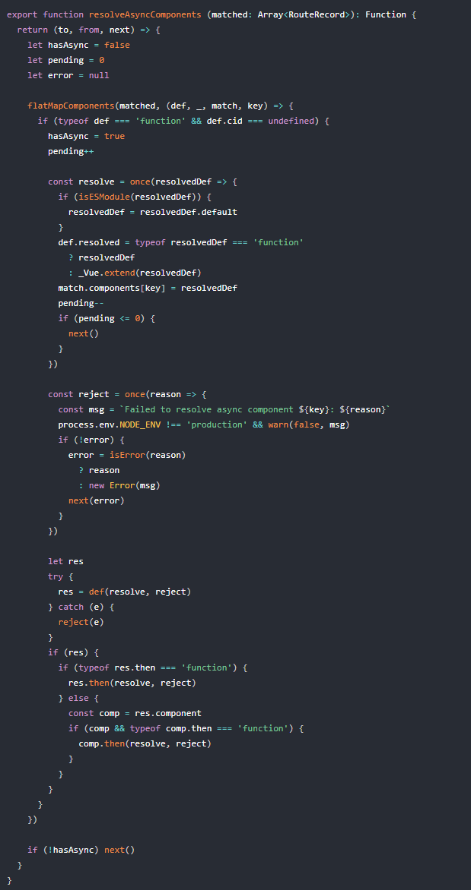 export function resolveAsyncComponents (matched: Array<RouteRecord>): Function {
  return (to, from, next) => {
    let hasAsync = false
    let pending = 0
    let error = null

    flatMapComponents(matched, (def, _, match, key) => {
      if (typeof def === 'function' && def.cid === undefined) {
        hasAsync = true
        pending++

        const resolve = once(resolvedDef => {
          if (isESModule(resolvedDef)) {
            resolvedDef = resolvedDef.default
          }
          def.resolved = typeof resolvedDef === 'function'
            ? resolvedDef
            : _Vue.extend(resolvedDef)
          match.components[key] = resolvedDef
          pending--
          if (pending <= 0) {
            next()
          }
        })

        const reject = once(reason => {
          const msg = `Failed to resolve async component ${key}: ${reason}`
          process.env.NODE_ENV !== 'production' && warn(false, msg)
          if (!error) {
            error = isError(reason)
              ? reason
              : new Error(msg)
            next(error)
          }
        })

        let res
        try {
          res = def(resolve, reject)
        } catch (e) {
          reject(e)
        }
        if (res) {
          if (typeof res.then === 'function') {
            res.then(resolve, reject)
          } else {
            const comp = res.component
            if (comp && typeof comp.then === 'function') {
              comp.then(resolve, reject)
            }
          }
        }
      }
    })

    if (!hasAsync) next()
  }
}